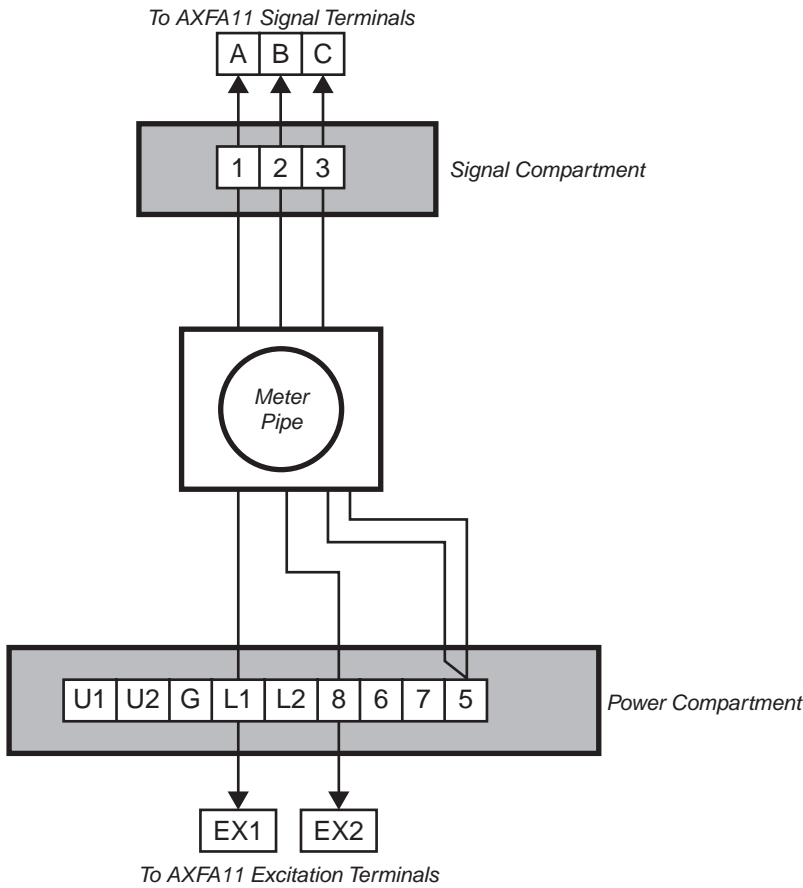 To AXFA11 Signal Terminals
A B C
1 2 3
Signal Compartment
Meter
Pipe
U1 U2 G L1 L2 8 6 7 5
Power Compartment
EX1 EX2
To AXFA11 Excitation Terminals